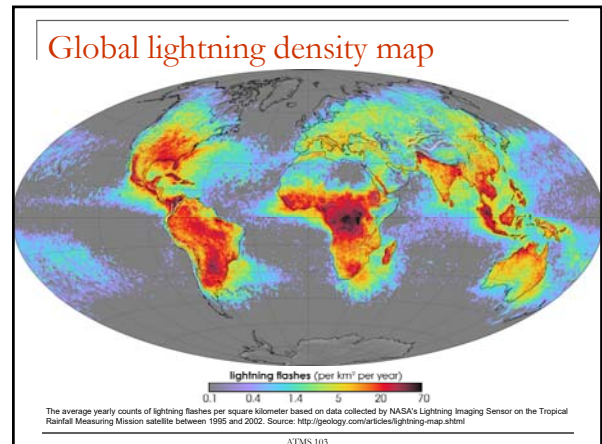 Global lightning density map
lightning flashes (per km² per year)
0.1 0.4 1.4 5 20 70
The average yearly counts of lightning flashes per square kilometer based on data collected by NASA's Lightning Imaging Sensor on the Tropical
Rainfall Measuring Mission satellite between 1995 and 2002. Source: http://geology.com/articles/lightning-map.shtml
ATMS 103